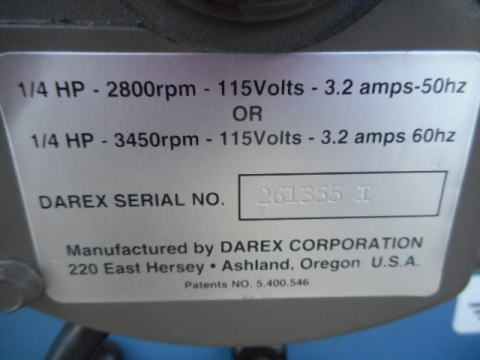 1/4 HP - 2800rpm - 115Volts - 3.2 amps-50hz
OR
1/4 HP - 3450rpm - 115Volts - 3.2 amps 60hz
DAREX SERIAL NO. 261355 I
Manufactured by DAREX CORPORATION
220 East Hersey • Ashland, Oregon U.S.A.
Patents NO. 5.400.546